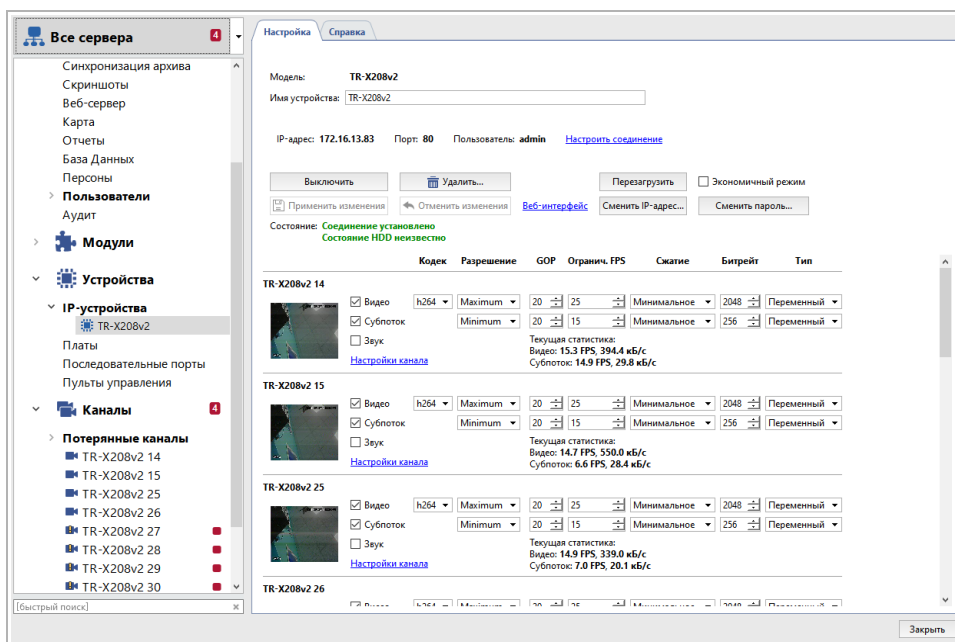 Все сервера 4
Синхронизация архива
Скриншоты
Веб-сервер
Карта
Отчеты
База Данных
Персоны
Пользователи
Аудит
Модули
Устройства
IP-устройства
TR-X208v2
Платы
Последовательные порты
Пульты управления
Каналы 4
Потерянные каналы
TR-X208v2 14
TR-X208v2 15
TR-X208v2 25
TR-X208v2 26
TR-X208v2 27
TR-X208v2 28
TR-X208v2 29
TR-X208v2 30
[быстрый поиск]
Настройка Справка
Модель: TR-X208v2
Имя устройства: TR-X208v2
IP-адрес: 172.16.13.83 Порт: 80 Пользователь: admin Настроить соединение
Выключить Удалить... Перезагрузить Экономичный режим
Применить изменения Отменить изменения Веб-интерфейс Сменить IP-адрес... Сменить пароль...
Состояние: Соединение установлено
Состояние HDD неизвестно
Кодек Разрешение GOP Огранич. FPS Сжатие Битрейт Тип
TR-X208v2 14
Видео h264 Maximum 20 25 Минимальное 2048 Переменный
Субпоток Minimum 20 15 Минимальное 256 Переменный
Звук Текущая статистика:
Видео: 15.3 FPS, 394.4 кБ/с
Настройки канала Субпоток: 14.9 FPS, 29.8 кБ/с
TR-X208v2 15
Видео h264 Maximum 20 25 Минимальное 2048 Переменный
Субпоток Minimum 20 15 Минимальное 256 Переменный
Звук Текущая статистика:
Видео: 14.7 FPS, 550.0 кБ/с
Настройки канала Субпоток: 6.6 FPS, 28.4 кБ/с
TR-X208v2 25
Видео h264 Maximum 20 25 Минимальное 2048 Переменный
Субпоток Minimum 20 15 Минимальное 256 Переменный
Звук Текущая статистика:
Видео: 14.9 FPS, 339.0 кБ/с
Настройки канала Субпоток: 7.0 FPS, 20.1 кБ/с
TR-X208v2 26
Видео h264 Maximum 20 25 Минимальное 2048 Переменный
Закрыть